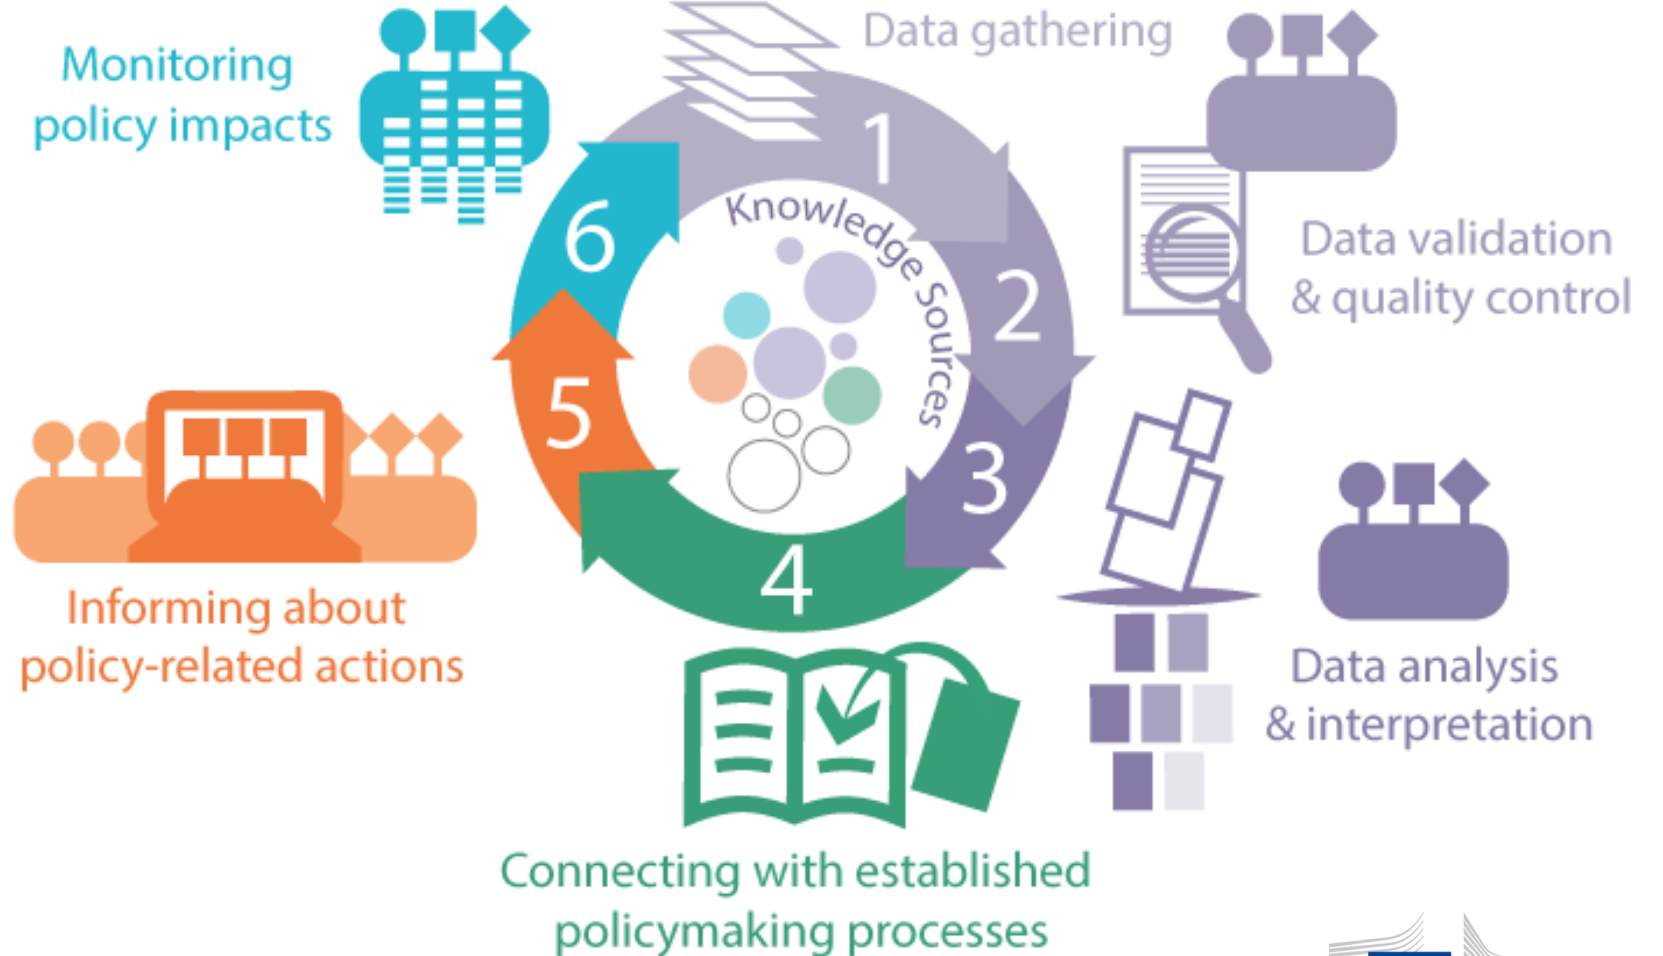 Data gathering
1
Data validation
& quality control
2
Data analysis
& interpretation
3
Connecting with established
policymaking processes
4
Informing about
policy-related actions
5
Monitoring
policy impacts
6
Knowledge Sources